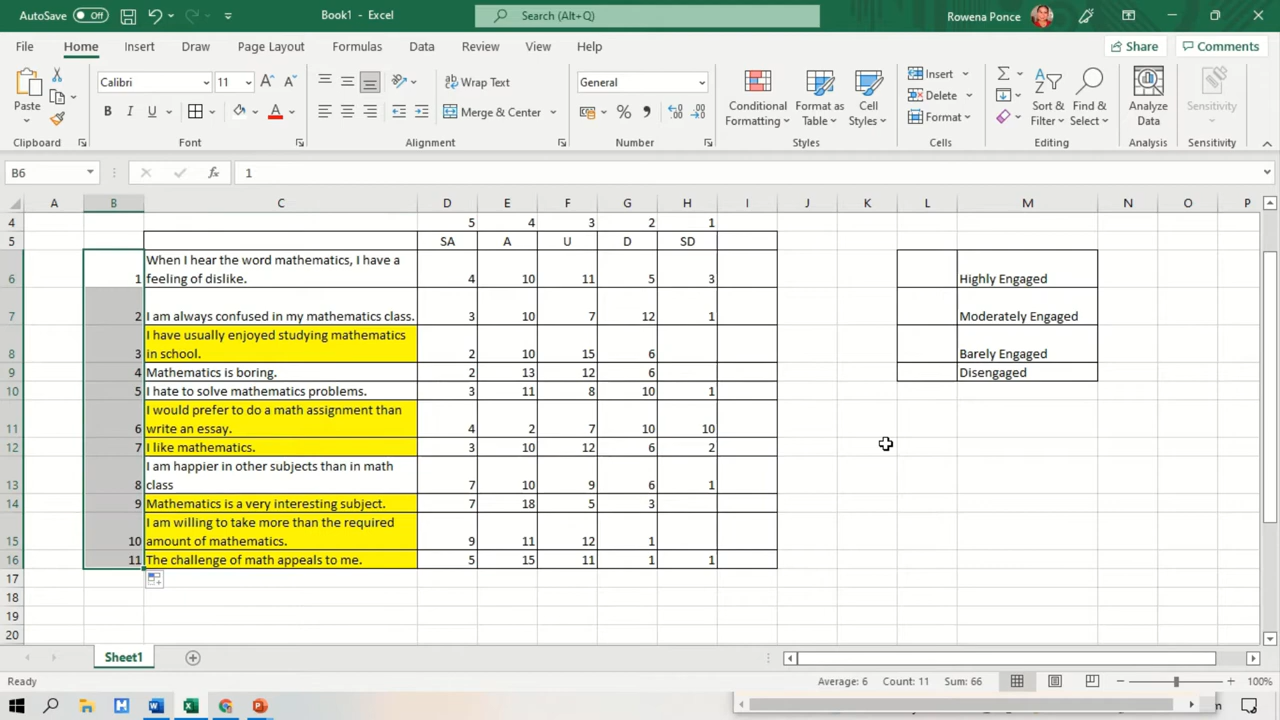 AutoSave Off Book1 - Excel Search (Alt+Q) Rowena Ponce
File Home Insert Draw Page Layout Formulas Data Review View Help Share Comments
Paste Calibri 11 Wrap Text General Conditional Formatting Format as Table Cell Styles Insert Sort & Filter Find & Select Analyze Data Sensitivity
B I U Merge & Center Delete
Format
Clipboard Font Alignment Number Styles Cells Editing Analysis Sensitivity
B6 fx 1
A B C D E F G H I J K L M N O P
4 5 4 3 2 1
5 SA A U D SD
When I hear the word mathematics, I have a
6 1 feeling of dislike. 4 10 11 5 3 Highly Engaged
7 2 I am always confused in my mathematics class. 3 10 7 12 1 Moderately Engaged
I have usually enjoyed studying mathematics
8 3 in school. 2 10 15 6 Barely Engaged
9 4 Mathematics is boring. 2 13 12 6 Disengaged
10 5 I hate to solve mathematics problems. 3 11 8 10 1
I would prefer to do a math assignment than
11 6 write an essay. 4 2 7 10 10
12 7 I like mathematics. 3 10 12 6 2
I am happier in other subjects than in math
13 8 class 7 10 9 6 1
14 9 Mathematics is a very interesting subject. 7 18 5 3
I am willing to take more than the required
15 10 amount of mathematics. 9 11 12 1
16 11 The challenge of math appeals to me. 5 15 11 1 1
17
18
19
20
Sheet1
Ready Average: 6 Count: 11 Sum: 66 100%